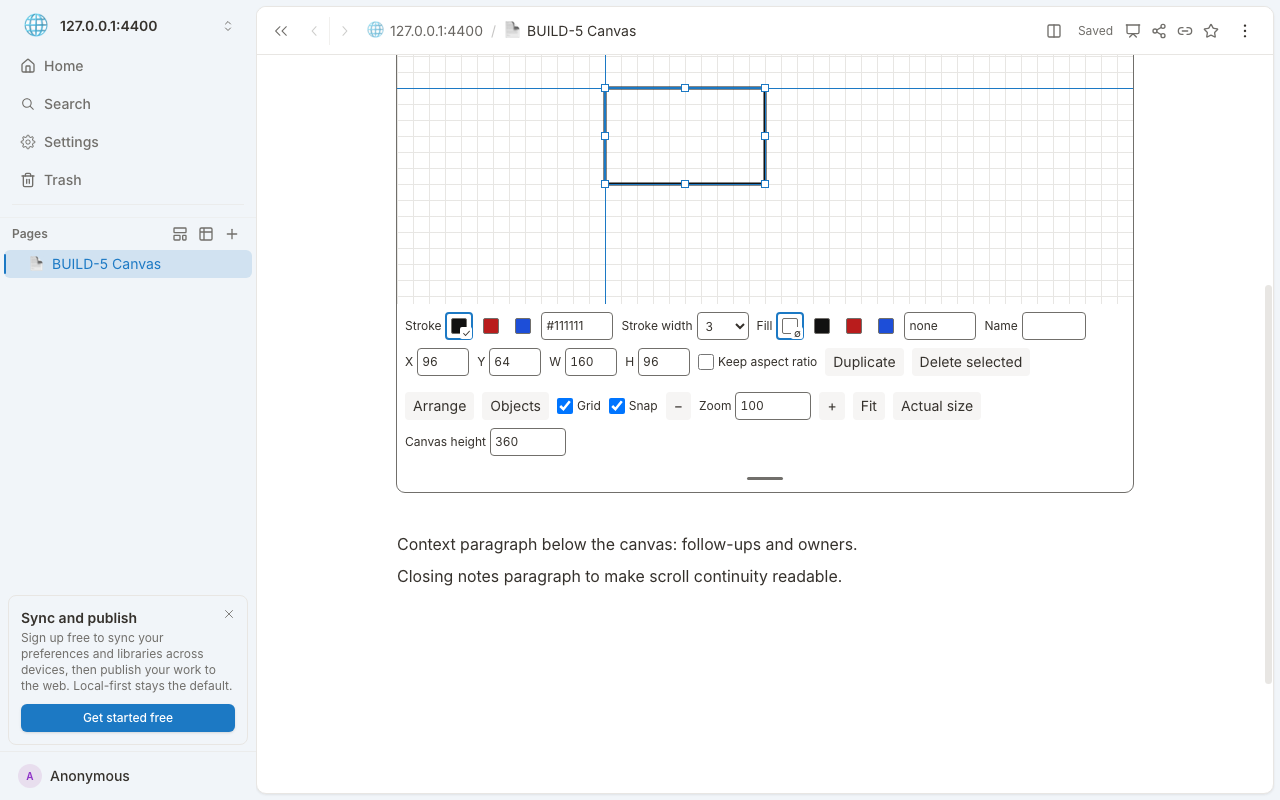 127.0.0.1:4400
127.0.0.1:4400 / BUILD-5 Canvas
Saved
Home
Search
Settings
Trash
Pages
BUILD-5 Canvas
Stroke #111111 Stroke width 3 Fill none Name
X 96 Y 64 W 160 H 96 Keep aspect ratio Duplicate Delete selected
Arrange Objects Grid Snap − Zoom 100 + Fit Actual size
Canvas height 360
Context paragraph below the canvas: follow-ups and owners.
Closing notes paragraph to make scroll continuity readable.
Sync and publish
Sign up free to sync your
preferences and libraries across
devices, then publish your work to
the web. Local-first stays the default.
Get started free
A Anonymous